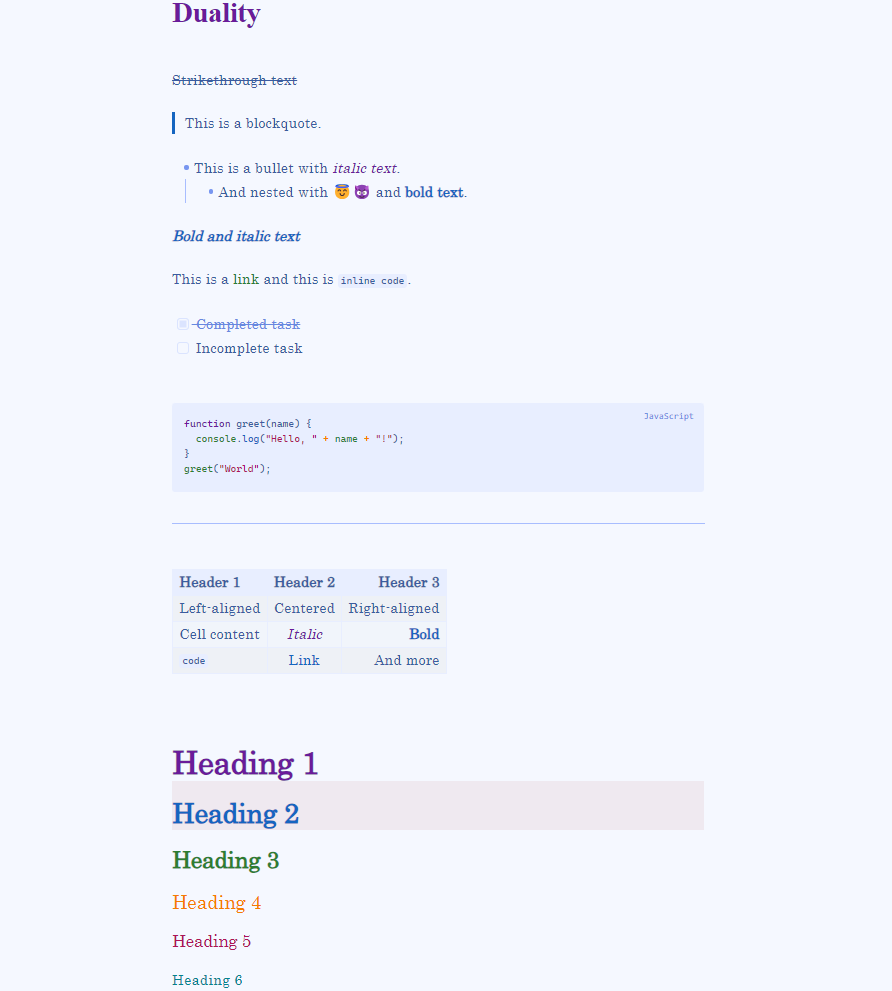 Duality
Strikethrough text
This is a blockquote.
This is a bullet with italic text.
And nested with 😇😈 and bold text.
Bold and italic text
This is a link and this is inline code.
Completed task
Incomplete task
JavaScript
function greet(name) {
  console.log("Hello, " + name + "!");
}
greet("World");
Header 1 Header 2 Header 3
Left-aligned Centered Right-aligned
Cell content Italic Bold
code Link And more
Heading 1
Heading 2
Heading 3
Heading 4
Heading 5
Heading 6